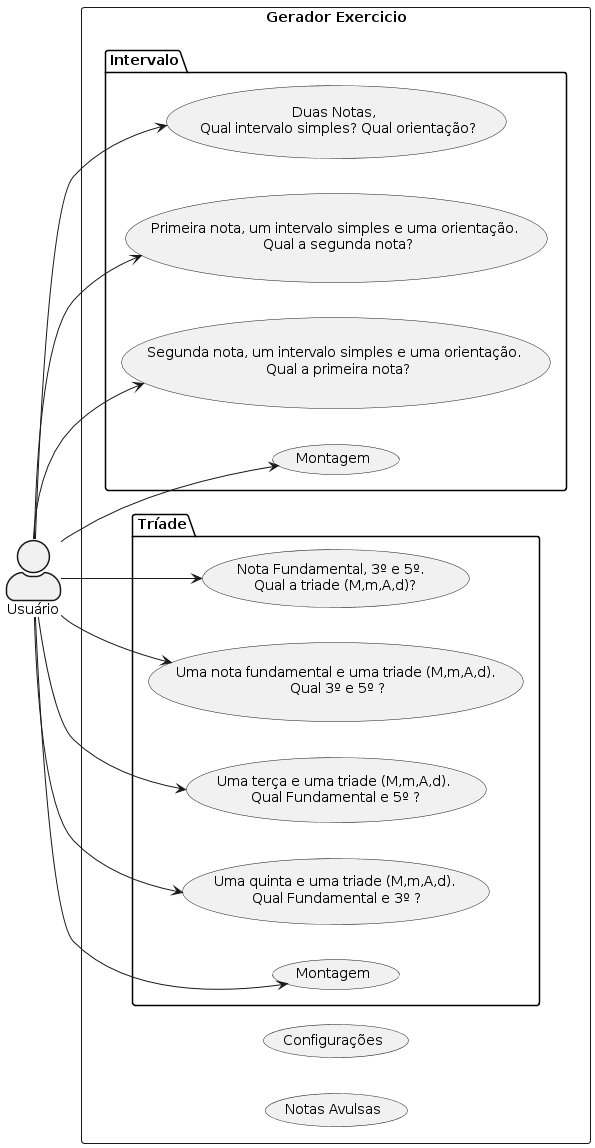 Gerador Exercicio
Intervalo
Duas Notas,
Qual intervalo simples? Qual orientação?
Primeira nota, um intervalo simples e uma orientação.
Qual a segunda nota?
Segunda nota, um intervalo simples e uma orientação.
Qual a primeira nota?
Montagem
Tríade
Nota Fundamental, 3º e 5º.
Qual a triade (M,m,A,d)?
Usuário
Uma nota fundamental e uma triade (M,m,A,d).
Qual 3º e 5º ?
Uma terça e uma triade (M,m,A,d).
Qual Fundamental e 5º ?
Uma quinta e uma triade (M,m,A,d).
Qual Fundamental e 3º ?
Montagem
Configurações
Notas Avulsas